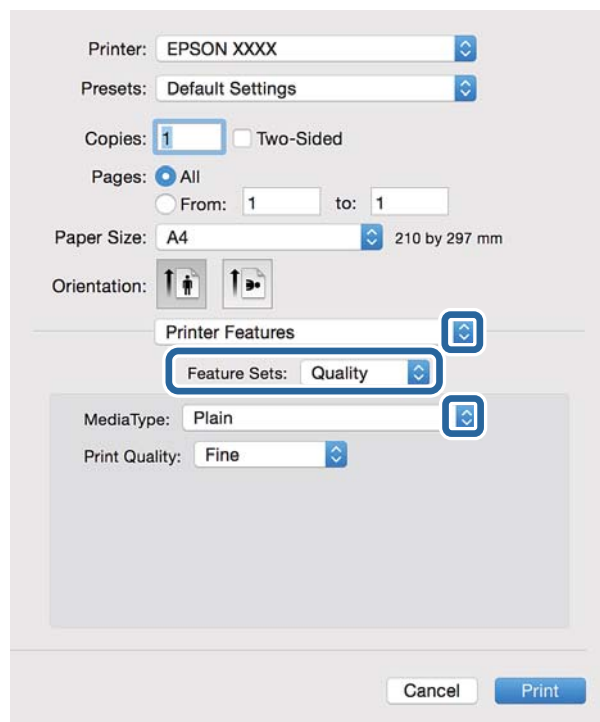 Printer: EPSON XXXX
Presets: Default Settings
Copies: 1 Two-Sided
Pages: All
From: 1 to: 1
Paper Size: A4 210 by 297 mm
Orientation:
Printer Features
Feature Sets: Quality
MediaType: Plain
Print Quality: Fine
Cancel Print